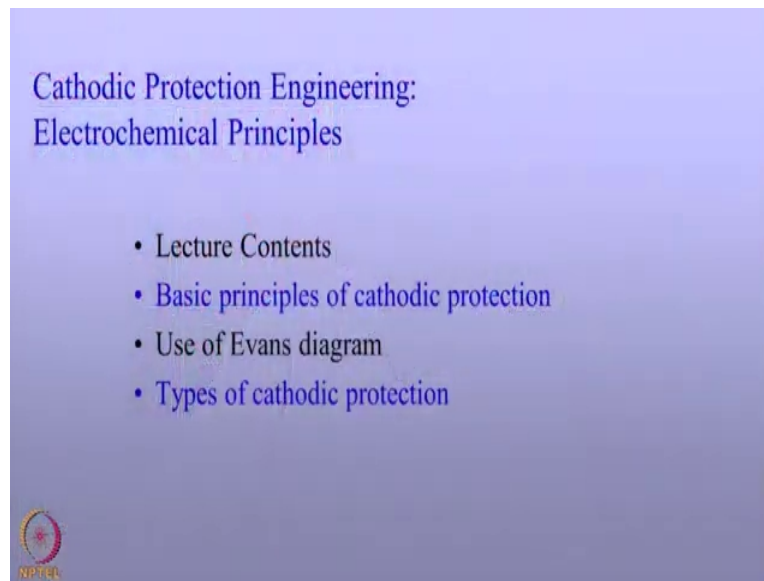 Cathodic Protection Engineering:
Electrochemical Principles
• Lecture Contents
• Basic principles of cathodic protection
• Use of Evans diagram
• Types of cathodic protection
NPTEL